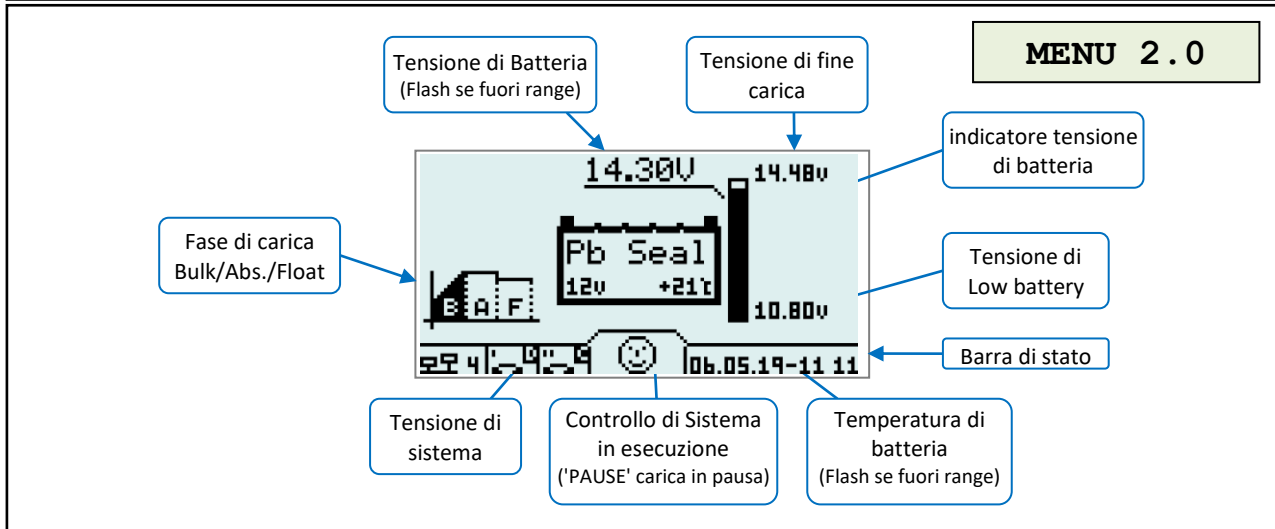 MENU 2.0
Tensione di Batteria
(Flash se fuori range)
Tensione di fine
carica
indicatore tensione
di batteria
14.30V
14.48v
Fase di carica
Bulk/Abs./Float
Pb Seal
12v +21℃
Tensione di
Low battery
B A F
10.80v
Barra di stato
4
06.05.19-11 11
Tensione di
sistema
Controllo di Sistema
in esecuzione
('PAUSE' carica in pausa)
Temperatura di
batteria
(Flash se fuori range)